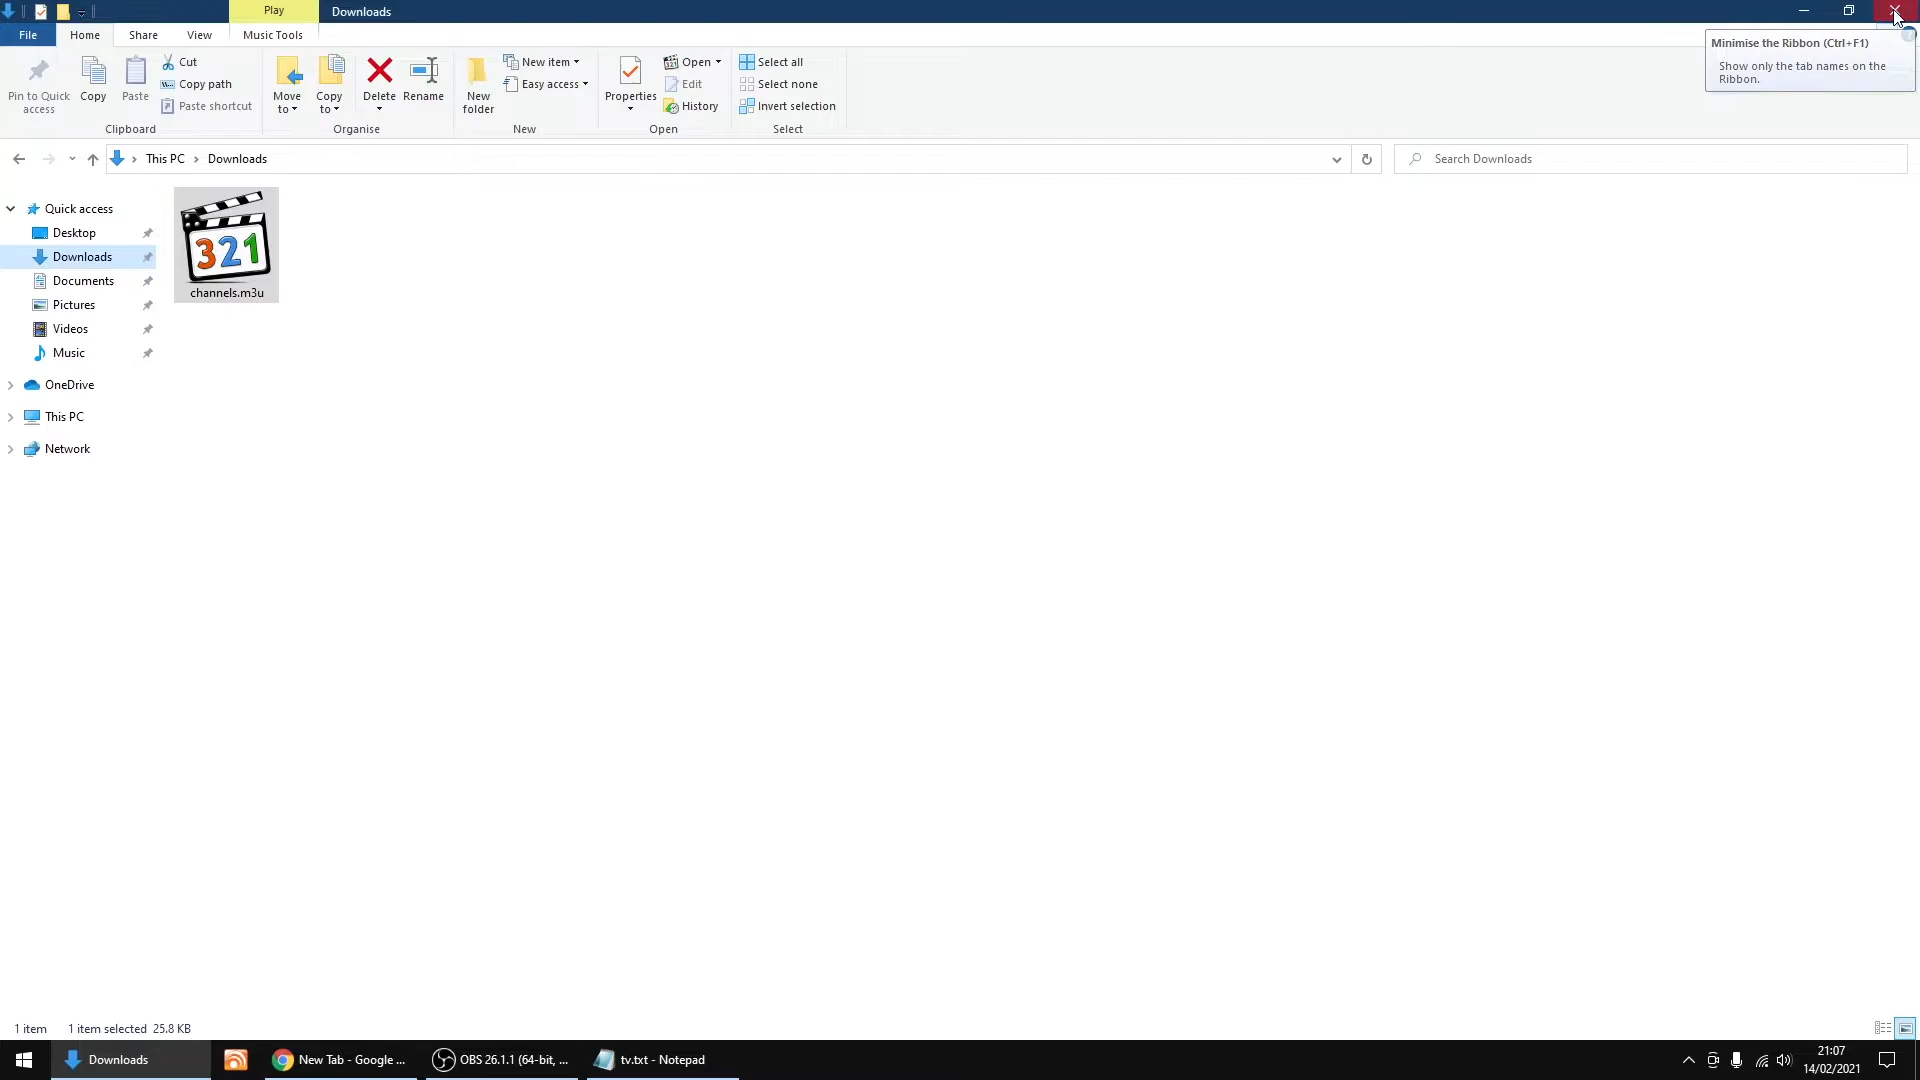 Play
Downloads
File
Home
Share
View
Music Tools
Minimise the Ribbon (Ctrl+F1)
Show only the tab names on the
Ribbon.
Pin to Quick
access
Copy
Paste
Cut
Copy path
Paste shortcut
Clipboard
Move
to
Copy
to
Delete
Rename
Organise
New
folder
New item
Easy access
New
Properties
Open
Edit
History
Open
Select all
Select none
Invert selection
Select
This PC
Downloads
Search Downloads
Quick access
Desktop
Downloads
Documents
Pictures
Videos
Music
OneDrive
This PC
Network
321
channels.m3u
1 item
1 item selected 25.8 KB
Downloads
New Tab - Google ...
OBS 26.1.1 (64-bit, ...
tv.txt - Notepad
21:07
14/02/2021